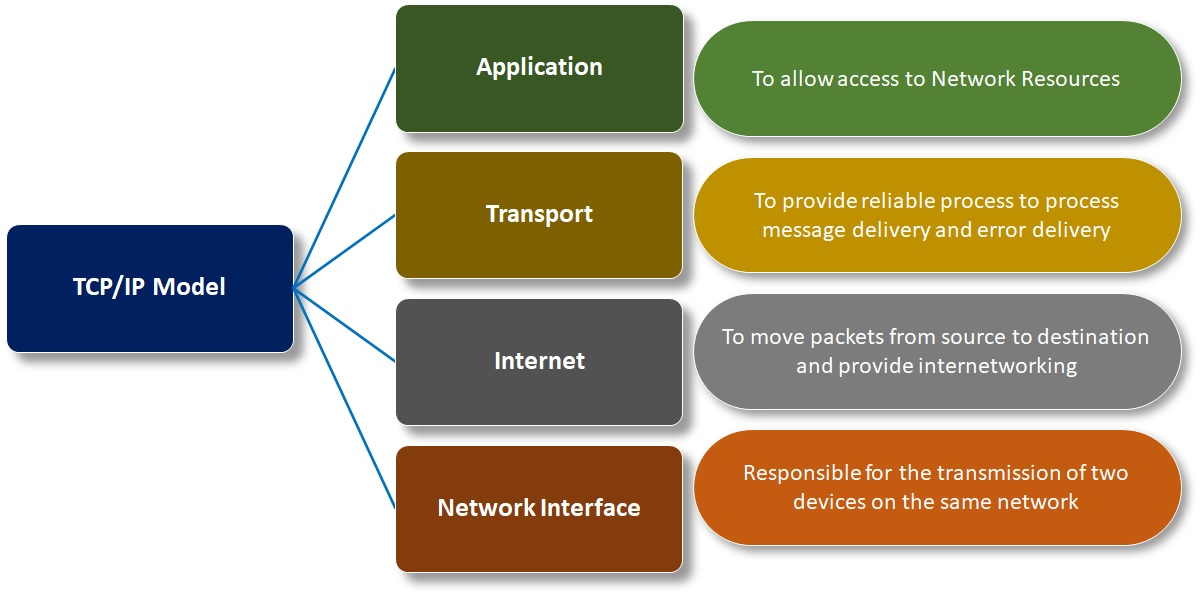 TCP/IP Model
Application
To allow access to Network Resources
Transport
To provide reliable process to process
message delivery and error delivery
Internet
To move packets from source to destination
and provide internetworking
Network Interface
Responsible for the transmission of two
devices on the same network